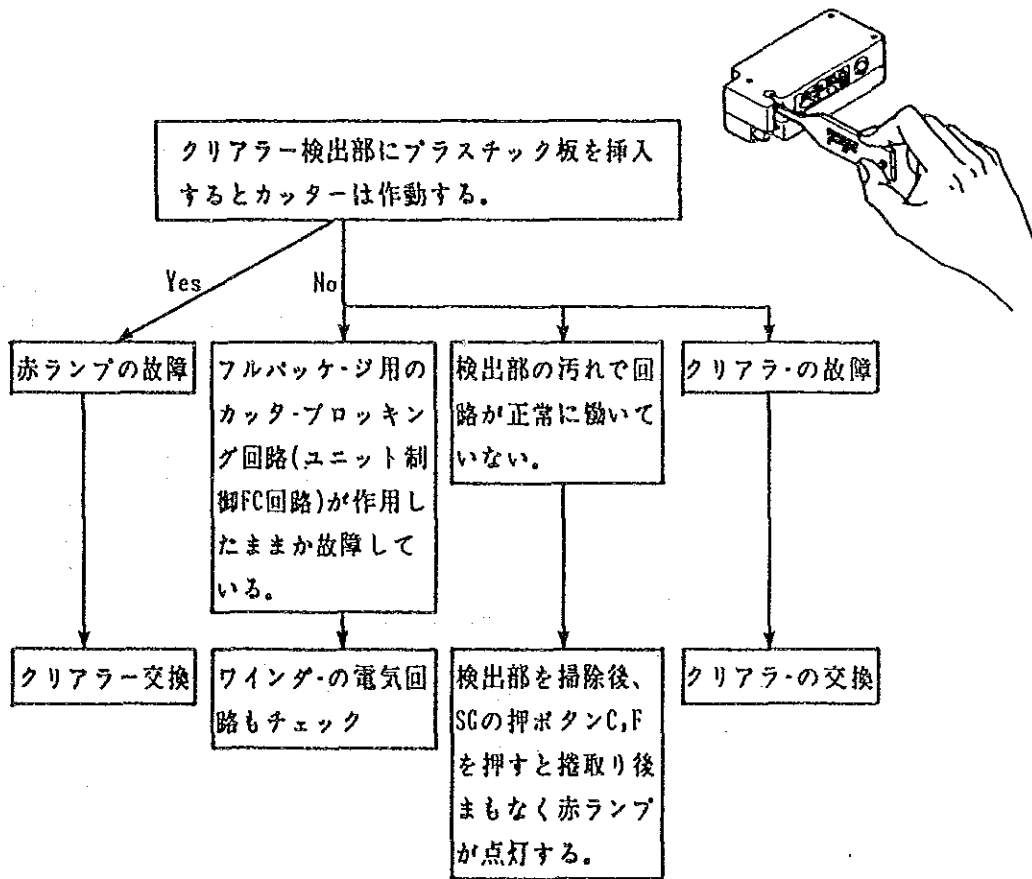 クリアラー検出部にプラスチック板を挿入
するとカッターは作動する。
Yes
No
赤ランプの故障
フルパッケ-ジ用の
カッタ-ブロッキン
グ回路(ユニット制
御FC回路)が作用し
たままか故障して
いる。
検出部の汚れで回
路が正常に働いて
いない。
クリアラ-の故障
クリアラー交換
ワインダ-の電気回
路もチェック
検出部を掃除後、
SGの押ボタンC,F
を押すと捲取り後
まもなく赤ランプ
が点灯する。
クリアラ-の交換